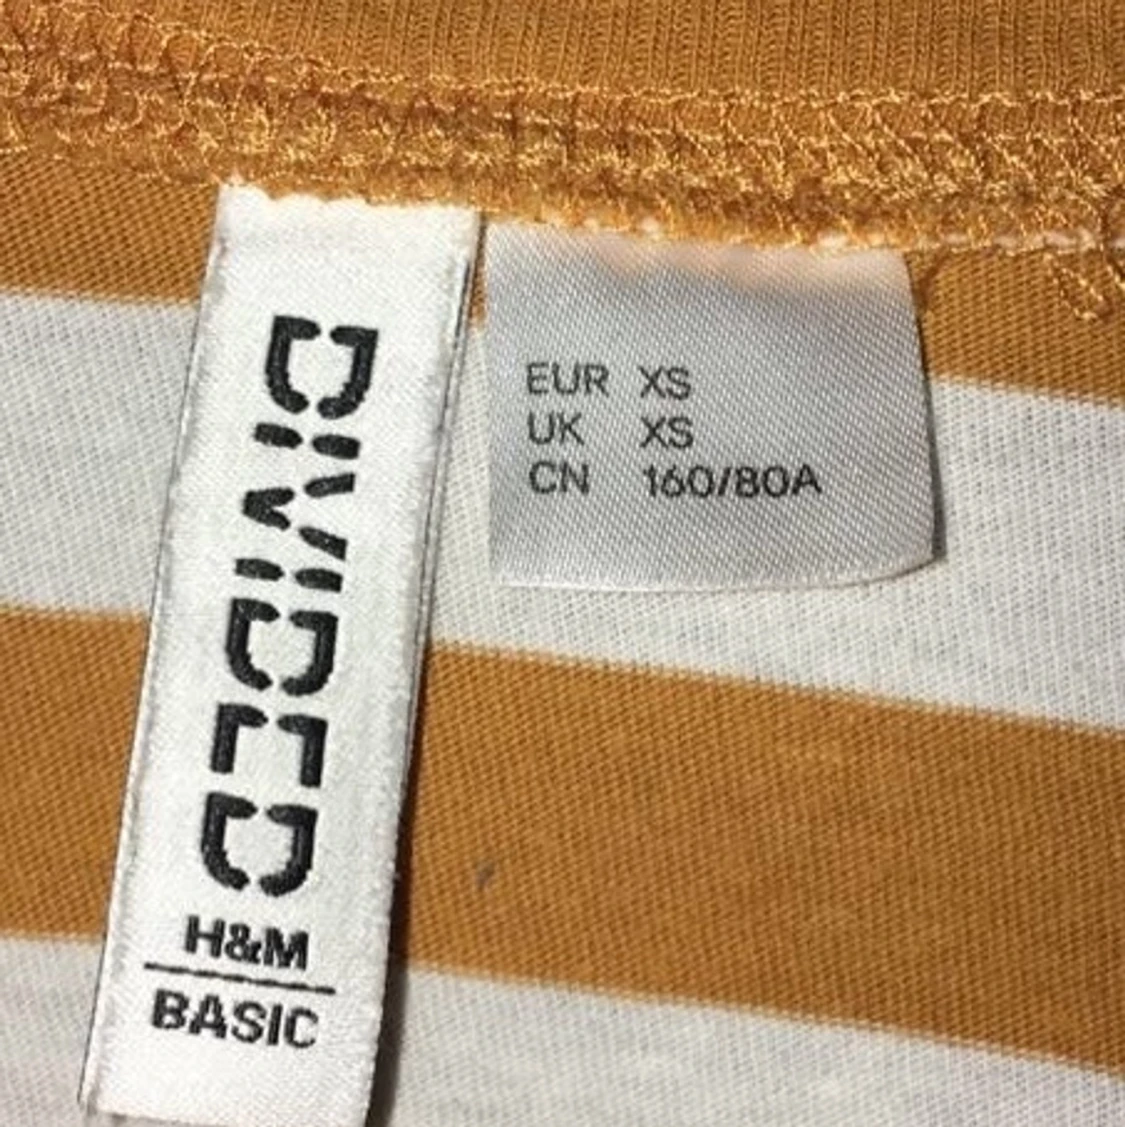 DIVIDED
H&M
BASIC
EUR XS
UK XS
CN 160/80A